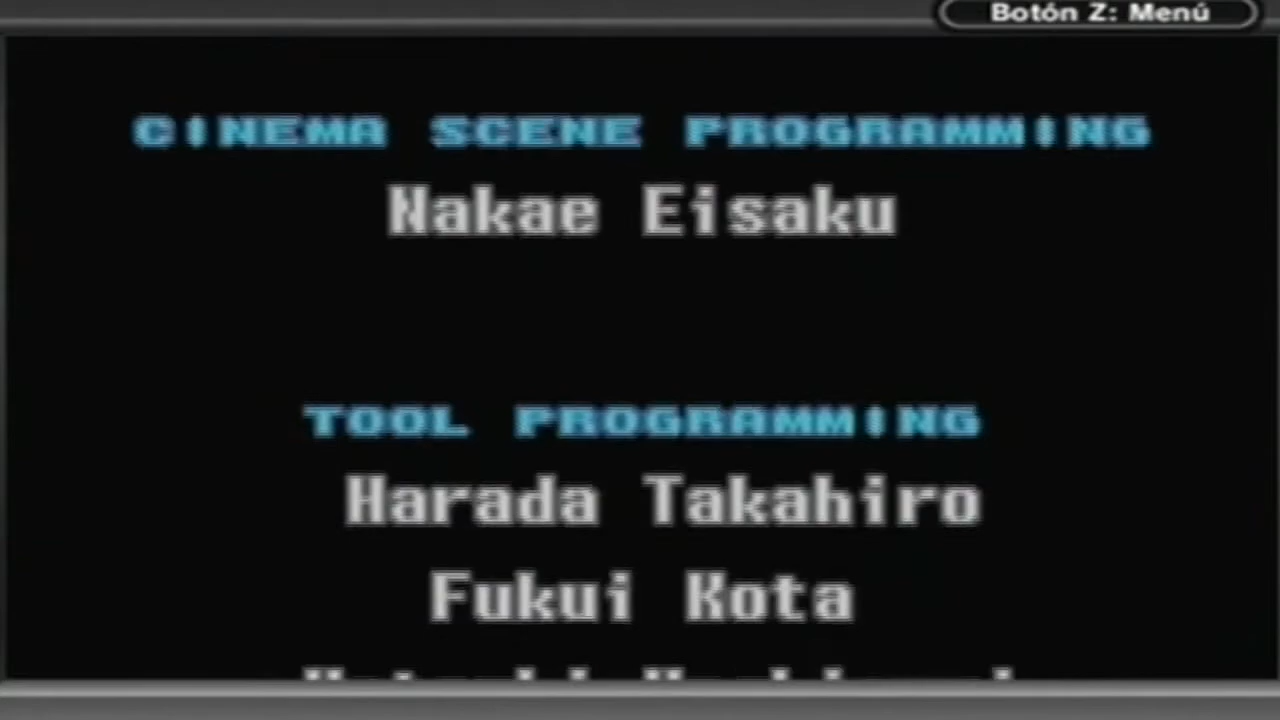 Botón Z: Menú
CINEMA SCENE PROGRAMMING
Nakae Eisaku
TOOL PROGRAMMING
Harada Takahiro
Fukui Kota